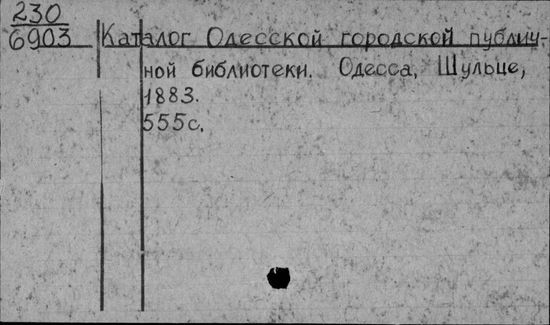 230
6903 Каталог Одесской городской публич-
ной библиотеки. Одесса, Шульце,
1883.
555с.